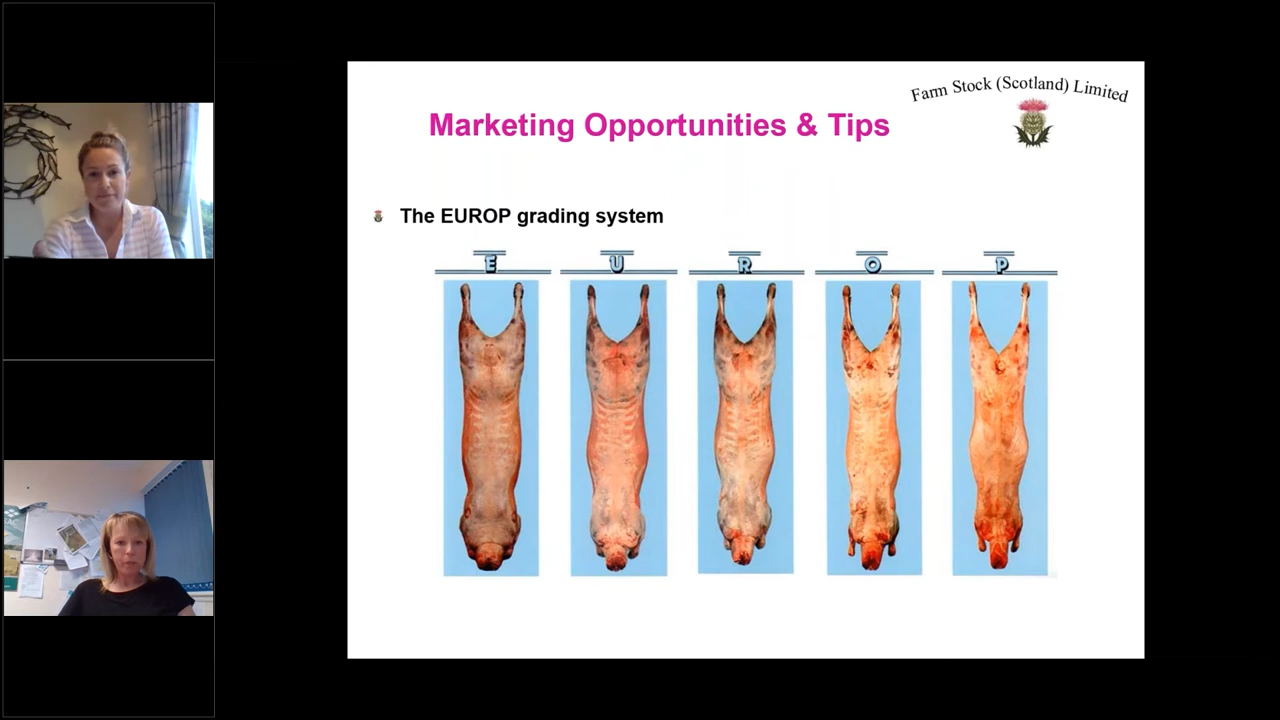 Farm Stock (Scotland) Limited
Marketing Opportunities & Tips
The EUROP grading system
E U R O P